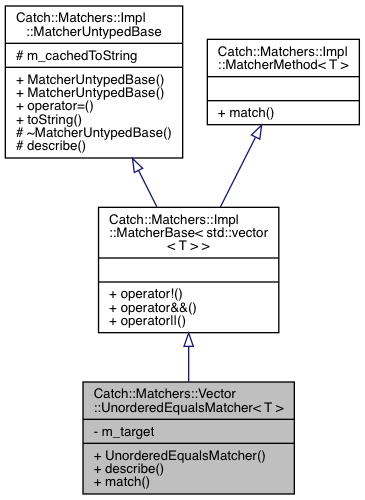 Catch::Matchers::Impl
::MatcherUntypedBase
# m_cachedToString
+ MatcherUntypedBase()
+ MatcherUntypedBase()
+ operator=()
+ toString()
# ~MatcherUntypedBase()
# describe()
Catch::Matchers::Impl
::MatcherMethod< T >
+ match()
Catch::Matchers::Impl
::MatcherBase< std::vector
< T > >
+ operator!()
+ operator&&()
+ operator||()
Catch::Matchers::Vector
::UnorderedEqualsMatcher< T >
- m_target
+ UnorderedEqualsMatcher()
+ describe()
+ match()